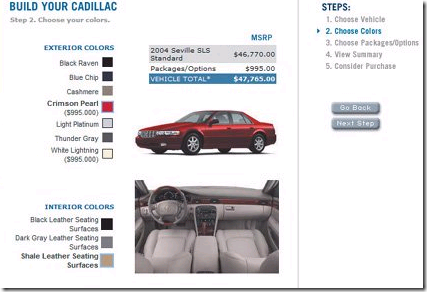 BUILD YOUR CADILLAC
Step 2. Choose your colors.
EXTERIOR COLORS
Black Raven
Blue Chip
Cashmere
Crimson Pearl
($995.000)
Light Platinum
Thunder Gray
White Lightning
($995.000)
MSRP
2004 Seville SLS
Standard
$46,770.00
Packages/Options $995.00
VEHICLE TOTAL* $47,765.00
INTERIOR COLORS
Black Leather Seating
Surfaces
Dark Gray Leather Seating
Surfaces
Shale Leather Seating
Surfaces
STEPS:
1. Choose Vehicle
2. Choose Colors
3. Choose Packages/Options
4. View Summary
5. Consider Purchase
Go Back
Next Step